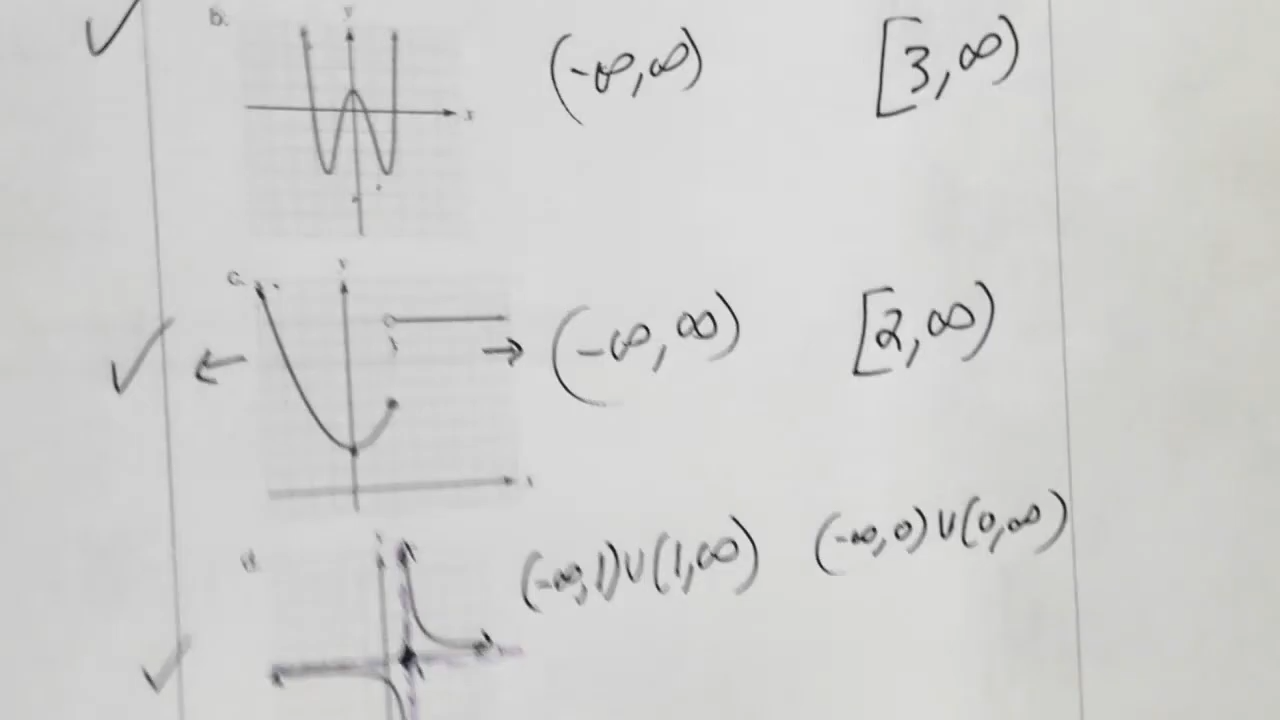 b. y
(-∞,∞) [3,∞)
x
c. y
(-∞,∞) [2,∞)
x
d.
(-∞,1)∪(1,∞) (-∞,0)∪(0,∞)